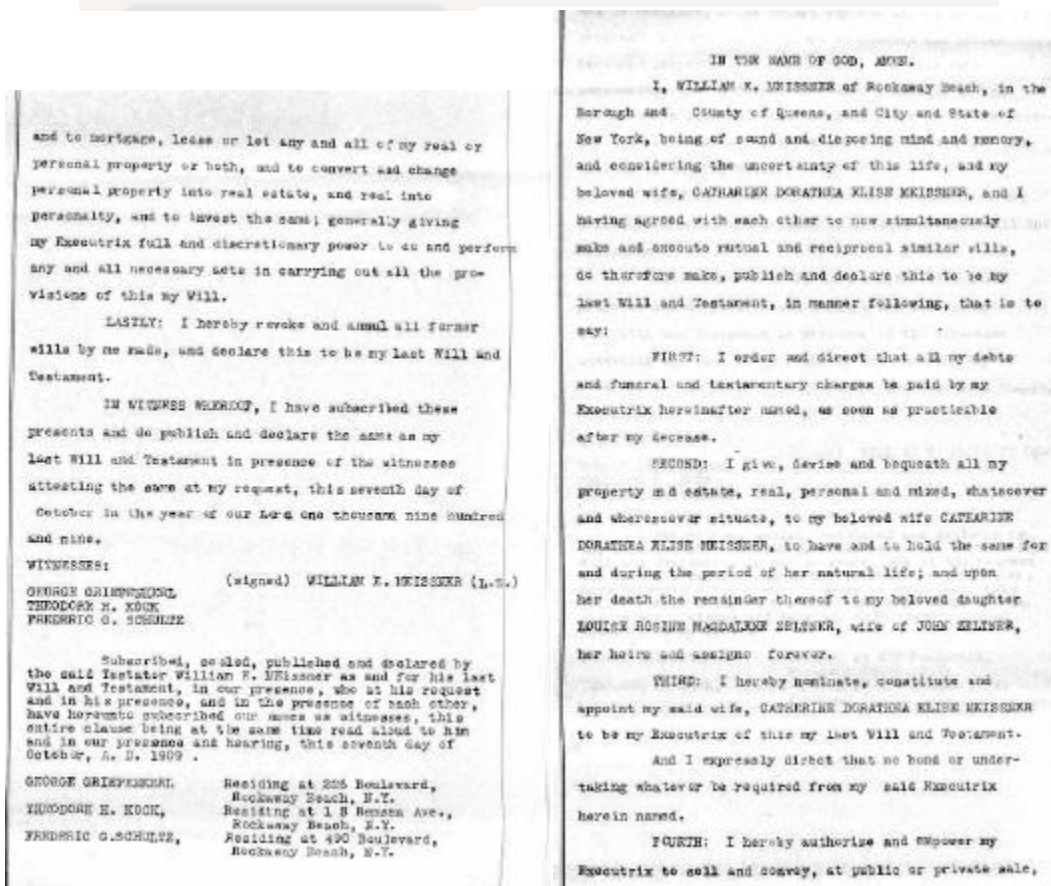 and to mortgage, lease or let any and all of my real or
personal property or both, and to convert and change
personal property into real estate, and real into
personalty, and to invest the same; generally giving
my Executrix full and discretionary power to do and perform
any and all necessary acts in carrying out all the pro-
visions of this my Will.
LASTLY: I hereby revoke and annul all former
wills by me made, and declare this to be my Last Will and
Testament.
IN WITNESS WHEREOF, I have subscribed these
presents and do publish and declare the same as my
last Will and Testament in presence of the witnesses
attesting the same at my request, this seventh day of
October in the year of our Lord one thousand nine hundred
and nine.
WITNESSES:
(signed) WILLIAM K. MEISSNER (L.S.)
GEORGE GRIEPENKERL
THEODORE H. KOCK
FREDERIC G. SCHULTZ
Subscribed, sealed, published and declared by
the said Testator William K. MEissner as and for his last
Will and Testament, in our presence, who at his request
and in his presence, and in the presence of each other,
have hereunto subscribed our names as witnesses, this
entire clause being at the same time read aloud to him
and in our presence and hearing, this seventh day of
October, A. D. 1909 .
GEORGE GRIEPENKERL Residing at 226 Boulevard,
Rockaway Beach, N.Y.
THEODORE H. KOCK, Residing at 1 S Ave.,
Rockaway Beach, N.Y.
FREDERIC G.SCHULTZ, Residing at 490 Boulevard,
Rockaway Beach, N.Y.
IN THE NAME OF GOD, AMEN.
I, WILLIAM K. MEISSNER of Rockaway Beach, in the
Borough and County of Queens, and City and State of
New York, being of sound and disposing mind and memory,
and considering the uncertainty of this life, and my
beloved wife, CATHARINE DORATHEA ELISE MEISSNER, and I
having agreed with each other to now simultaneously
make and execute mutual and reciprocal similar wills,
do therefore make, publish and declare this to be my
last Will and Testament, in manner following, that is to
say:
FIRST: I order and direct that all my debts
and funeral and testamentary charges be paid by my
Executrix hereinafter named, as soon as practicable
after my decease.
SECOND: I give, devise and bequeath all my
property and estate, real, personal and mixed, whatsoever
and wheresoever situate, to my beloved wife CATHARINE
DORATHEA ELISE MEISSNER, to have and to hold the same for
and during the period of her natural life; and upon
her death the remainder thereof to my beloved daughter
LOUISE ROSINE MAGDALENE ZELTNER, wife of JOHN ZELTNER,
her heirs and assigns forever.
THIRD: I hereby nominate, constitute and
appoint my said wife, CATHERINE DORATHEA ELISE MEISSNER
to be my Executrix of this my last Will and Testament.
And I expressly direct that no bond or under-
taking whatever be required from my said Executrix
herein named.
FOURTH: I hereby authorize and empower my
Executrix to sell and convey, at public or private sale,